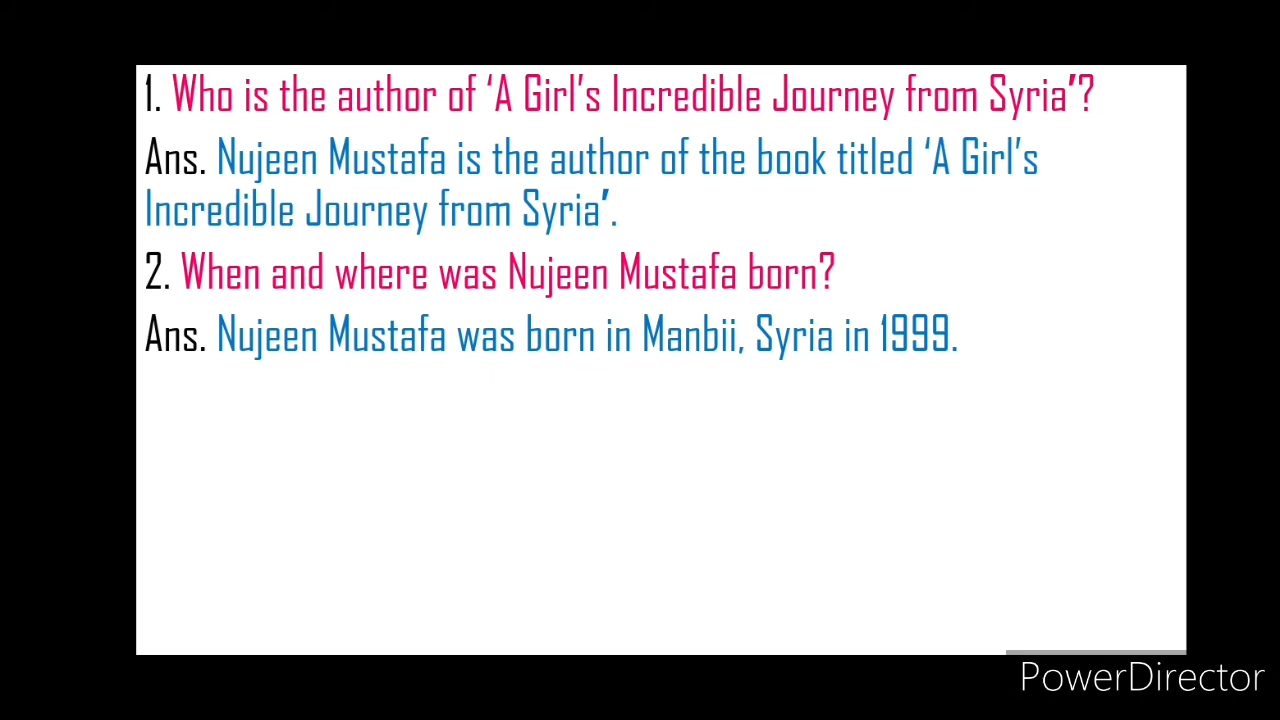 1. Who is the author of ‘A Girl’s Incredible Journey from Syria’?
Ans. Nujeen Mustafa is the author of the book titled ‘A Girl’s
Incredible Journey from Syria’.
2. When and where was Nujeen Mustafa born?
Ans. Nujeen Mustafa was born in Manbii, Syria in 1999.
PowerDirector